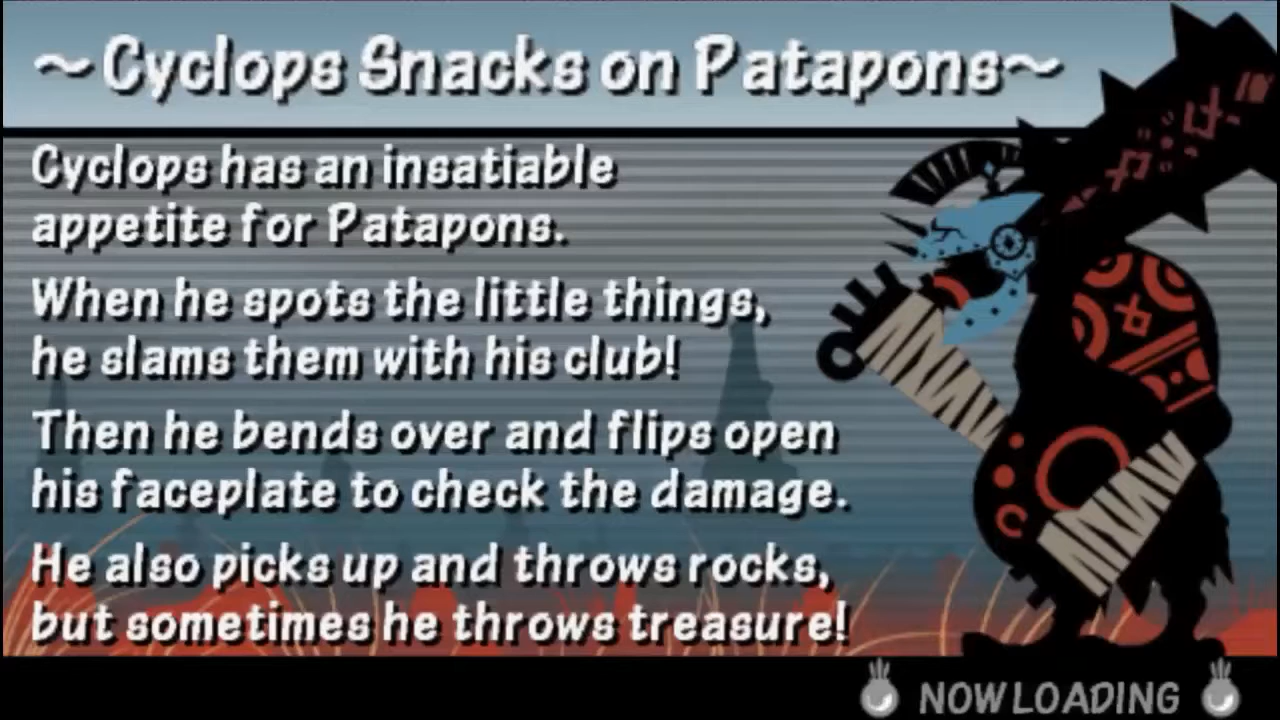 ~Cyclops Snacks on Patapons~
Cyclops has an insatiable
appetite for Patapons.
When he spots the little things,
he slams them with his club!
Then he bends over and flips open
his faceplate to check the damage.
He also picks up and throws rocks,
but sometimes he throws treasure!
NOW LOADING